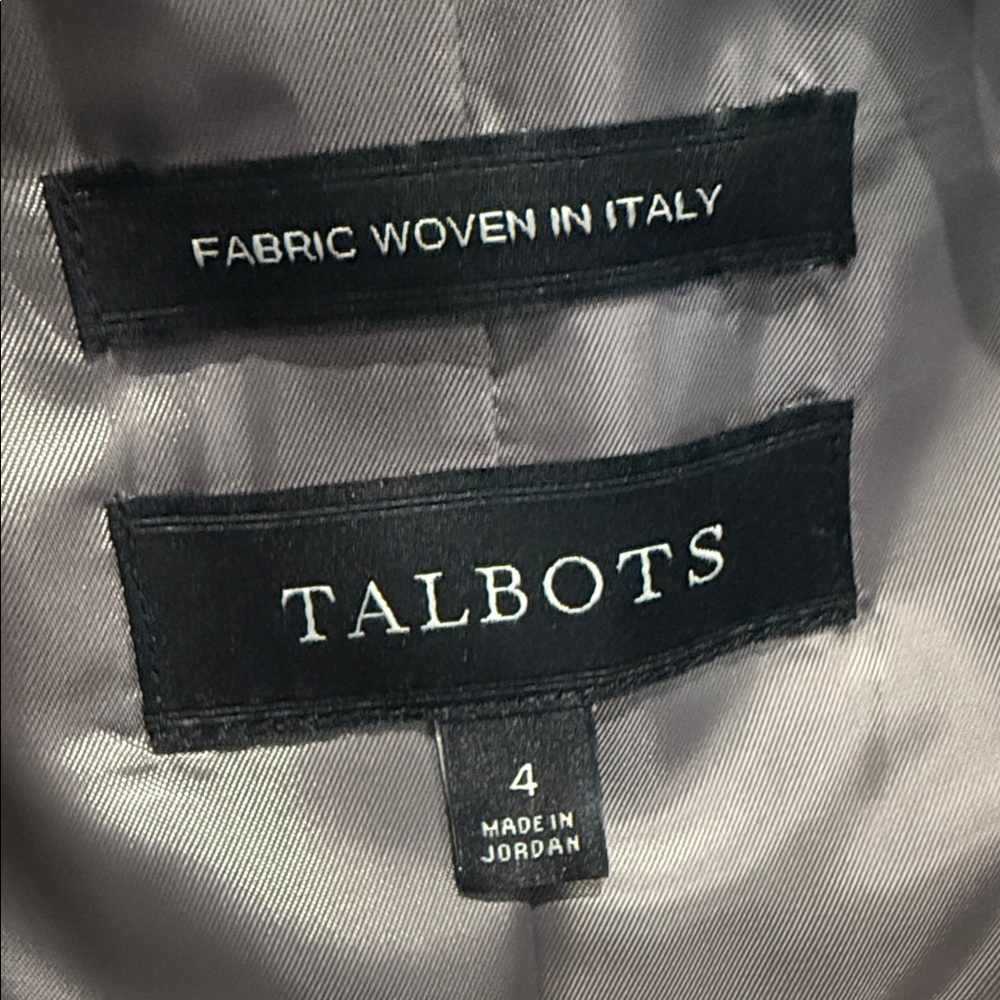 FABRIC WOVEN IN ITALY
TALBOTS
4
MADE IN
JORDAN